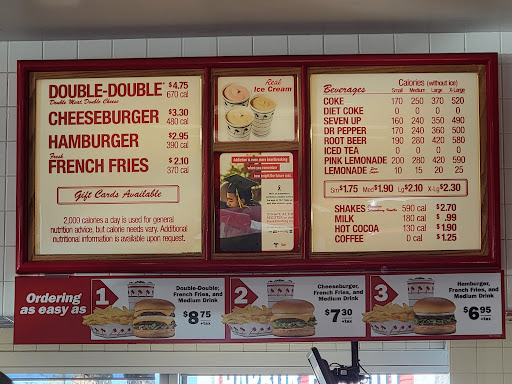 DOUBLE-DOUBLE $4.75
Double Meat Double Cheese 670 cal
CHEESEBURGER $3.30
480 cal
HAMBURGER $2.95
390 cal
Fresh
FRENCH FRIES $2.10
370 cal
Gift Cards Available
2,000 calories a day is used for general
nutrition advice, but calorie needs vary. Additional
nutritional information is available upon request.
Real
Ice Cream
Beverages Calories (without ice)
Small Medium Large X-Large
COKE 170 250 370 520
DIET COKE 0 0 0 0
SEVEN UP 160 240 350 490
DR PEPPER 170 240 360 500
ROOT BEER 190 280 420 580
ICED TEA 0 0 0 0
PINK LEMONADE 200 280 420 590
LEMONADE 10 15 20 25
Sm $1.75 Med $1.90 Lg $2.10 X-Lg $2.30
SHAKES 590 cal $2.70
MILK 180 cal $ .99
HOT COCOA 130 cal $1.90
COFFEE 0 cal $1.25
Ordering
as easy as
1
Double-Double,
French Fries, and
Medium Drink
$8 75
+tax
2
Cheeseburger,
French Fries, and
Medium Drink
$7 30
+tax
3
Hamburger,
French Fries, and
Medium Drink
$6 95
+tax